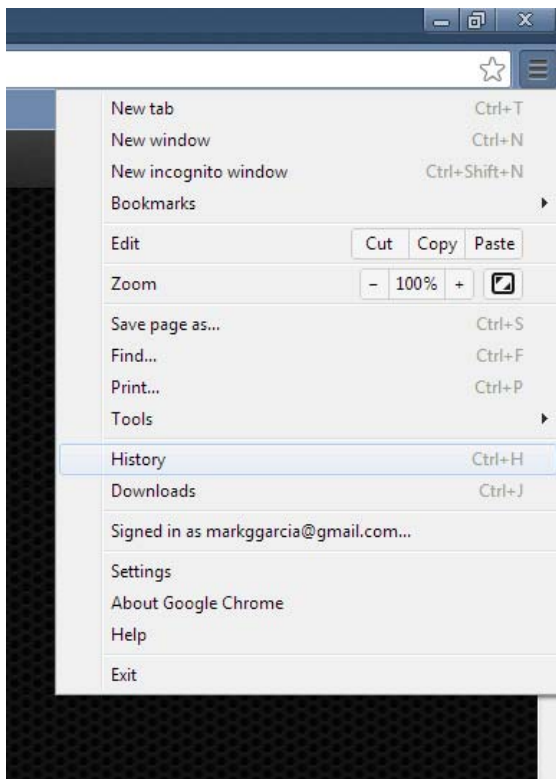 New tab Ctrl+T
New window Ctrl+N
New incognito window Ctrl+Shift+N
Bookmarks
Edit Cut Copy Paste
Zoom - 100% +
Save page as... Ctrl+S
Find... Ctrl+F
Print... Ctrl+P
Tools
History Ctrl+H
Downloads Ctrl+J
Signed in as markggarcia@gmail.com...
Settings
About Google Chrome
Help
Exit